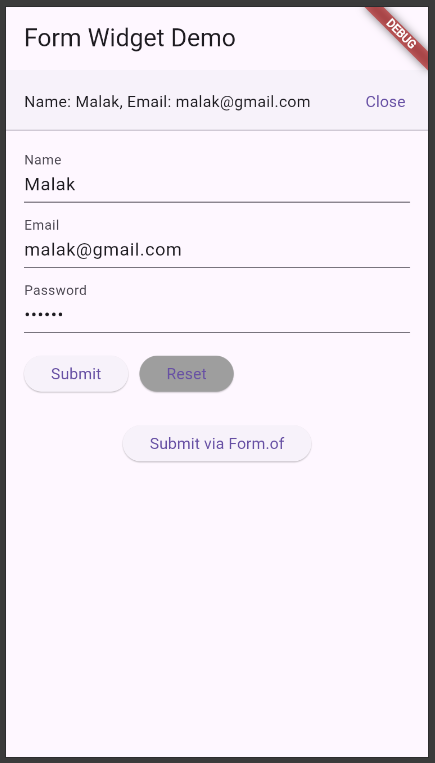 Form Widget Demo
DEBUG
Name: Malak, Email: malak@gmail.com Close
Name
Malak
Email
malak@gmail.com
Password
••••••
Submit Reset
Submit via Form.of